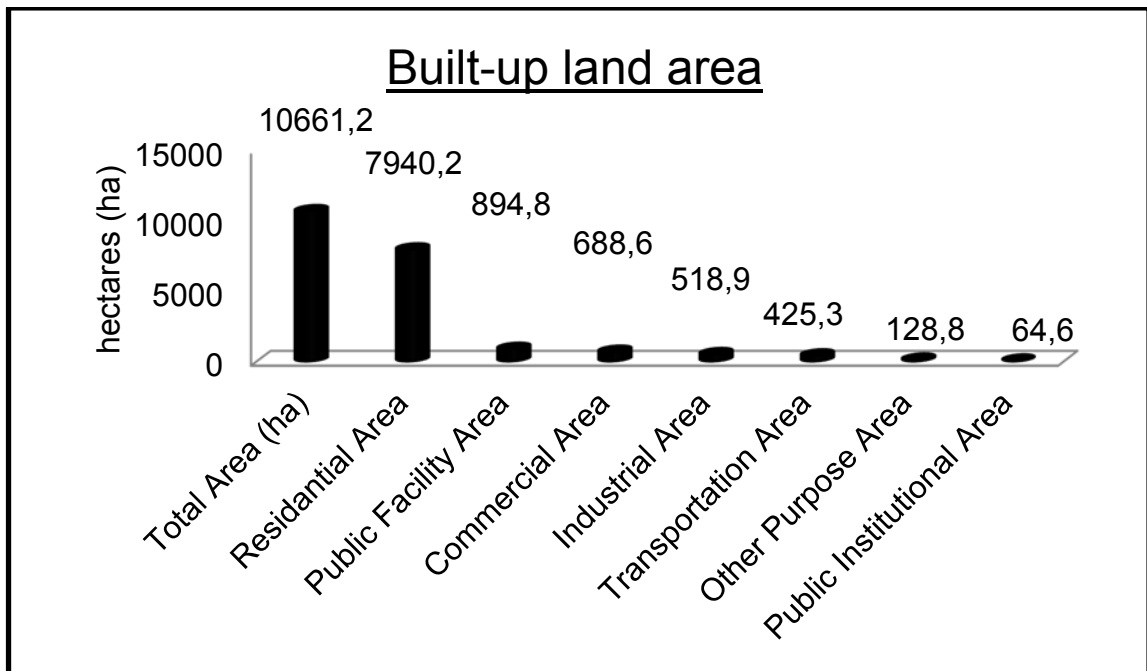 Built-up land area
10661,2
7940,2
894,8
688,6
518,9
425,3
128,8
64,6
hectares (ha)
15000
10000
5000
0
Total Area (ha)
Residantial Area
Public Facility Area
Commercial Area
Industrial Area
Transportation Area
Other Purpose Area
Public Institutional Area